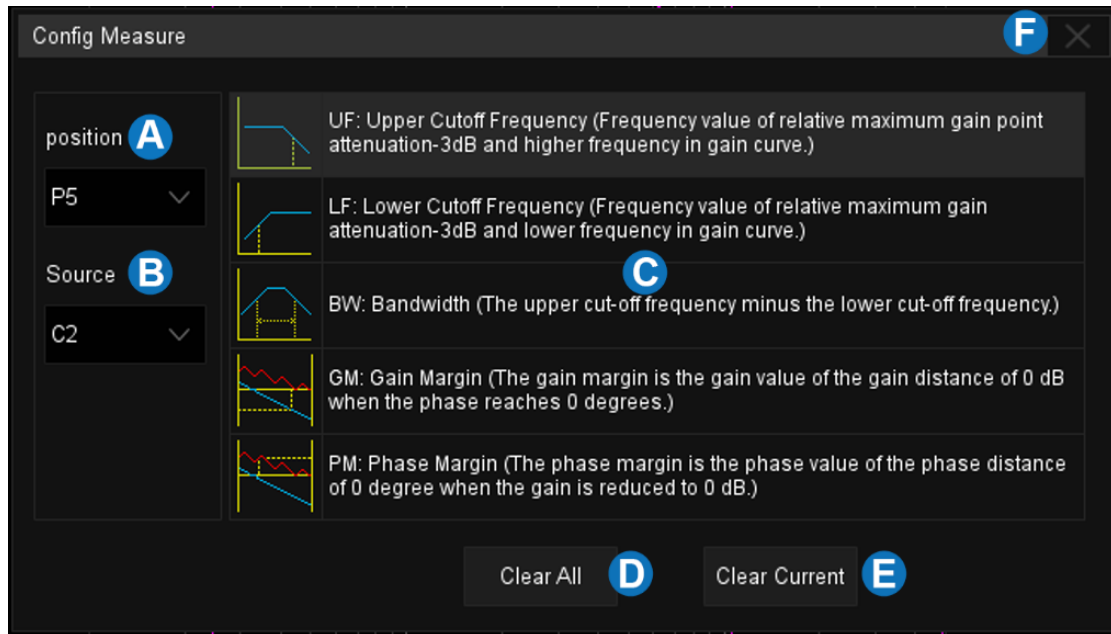 Config Measure F
position A
P5
Source B
C2
UF: Upper Cutoff Frequency (Frequency value of relative maximum gain point
attenuation-3dB and higher frequency in gain curve.)
LF: Lower Cutoff Frequency (Frequency value of relative maximum gain
attenuation-3dB and lower frequency in gain curve.)
C
BW: Bandwidth (The upper cut-off frequency minus the lower cut-off frequency.)
GM: Gain Margin (The gain margin is the gain value of the gain distance of 0 dB
when the phase reaches 0 degrees.)
PM: Phase Margin (The phase margin is the phase value of the phase distance
of 0 degree when the gain is reduced to 0 dB.)
Clear All D Clear Current E